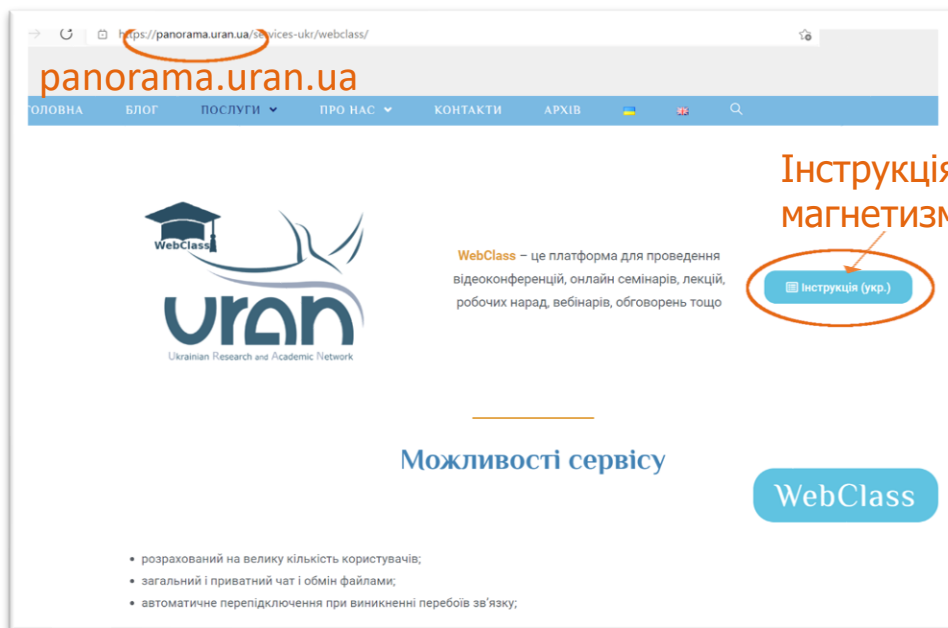 https://panorama.uran.ua/services-ukr/webclass/
panorama.uran.ua
ГОЛОВНА БЛОГ ПОСЛУГИ ПРО НАС КОНТАКТИ АРХІВ
Інструкція
магнетизм
WebClass
uran
Ukrainian Research and Academic Network
WebClass – це платформа для проведення
відеоконференцій, онлайн семінарів, лекцій,
робочих нарад, вебінарів, обговорень тощо
Інструкція (укр.)
Можливості сервісу
WebClass
• розрахований на велику кількість користувачів;
• загальний і приватний чат і обмін файлами;
• автоматичне перепідключення при виникненні перебоїв зв'язку;